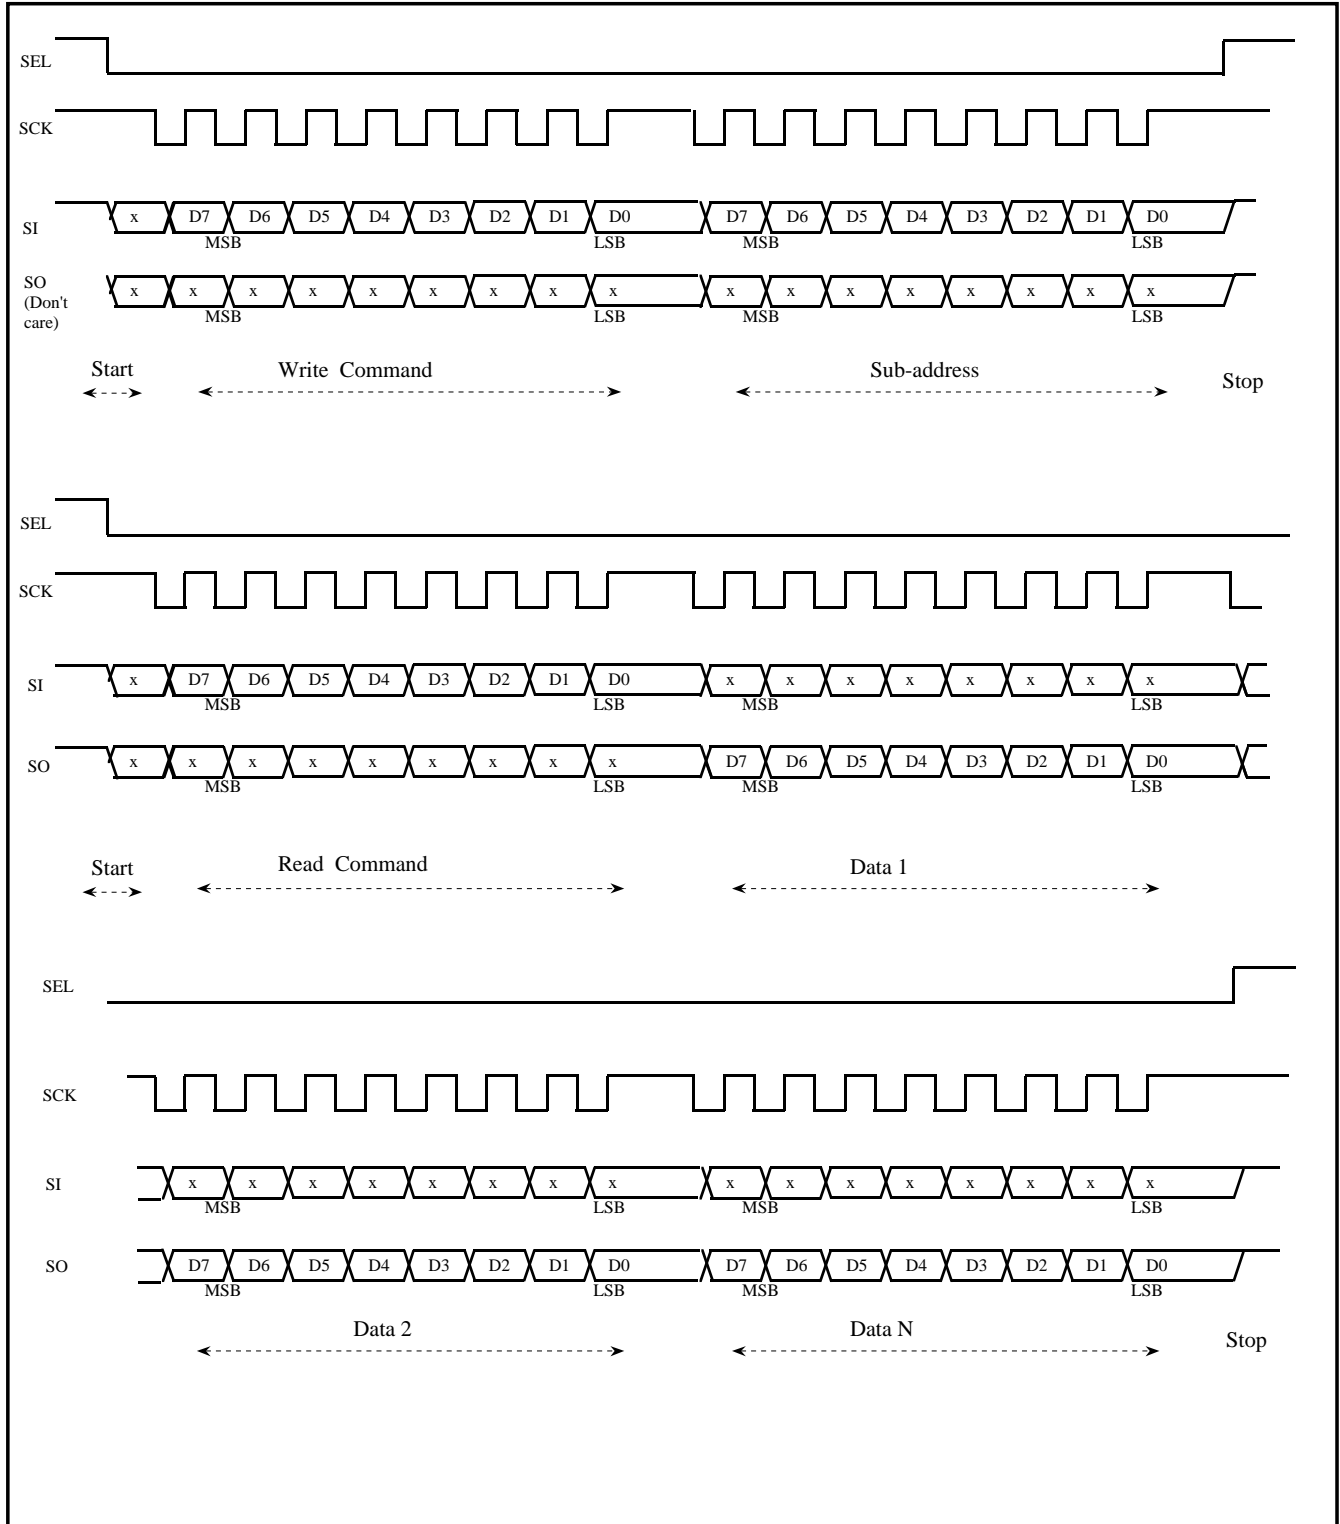 SEL
SCK
SI
x D7 D6 D5 D4 D3 D2 D1 D0 D7 D6 D5 D4 D3 D2 D1 D0
MSB LSB MSB LSB
SO
(Don't
care)
x x x x x x x x x x x x x x x x x
MSB LSB MSB LSB
Start Write Command Sub-address Stop
SEL
SCK
SI
x D7 D6 D5 D4 D3 D2 D1 D0 x x x x x x x x
MSB LSB MSB LSB
SO
x x x x x x x x x D7 D6 D5 D4 D3 D2 D1 D0
MSB LSB MSB LSB
Start Read Command Data 1
SEL
SCK
SI
x x x x x x x x x x x x x x x x
MSB LSB MSB LSB
SO
D7 D6 D5 D4 D3 D2 D1 D0 D7 D6 D5 D4 D3 D2 D1 D0
MSB LSB MSB LSB
Data 2 Data N Stop